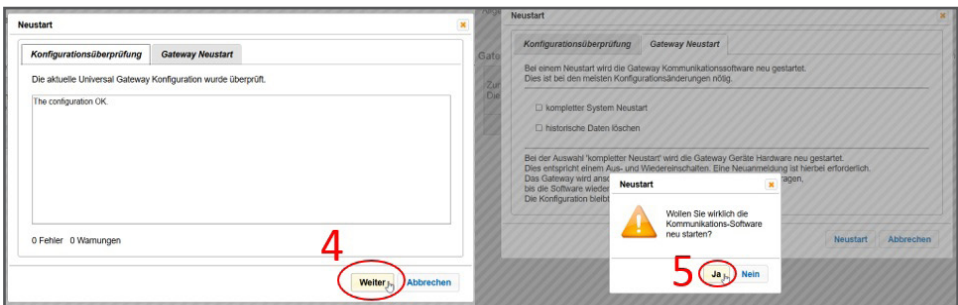 Neustart
Konfigurationsüberprüfung Gateway Neustart
Die aktuelle Universal Gateway Konfiguration wurde überprüft.
The configuration OK.
0 Fehler 0 Warnungen
4
Weiter Abbrechen
Gate
Zur
Die
Neustart
Konfigurationsüberprüfung Gateway Neustart
Bei einem Neustart wird die Gateway Kommunikationssoftware neu gestartet.
Dies ist bei den meisten Konfigurationsänderungen nötig.
kompletter System Neustart
historische Daten löschen
Bei der Auswahl 'kompletter Neustart' wird die Gateway Geräte Hardware neu gestartet.
Dies entspricht einem Aus- und Wiedereinschalten. Eine Neuanmeldung ist hierbei erforderlich.
Das Gateway wird
bis die Software wieder
Die Konfiguration bleibt
Neustart Abbrechen
Neustart
Wollen Sie wirklich die
Kommunikations-Software
neu starten?
5
Ja Nein